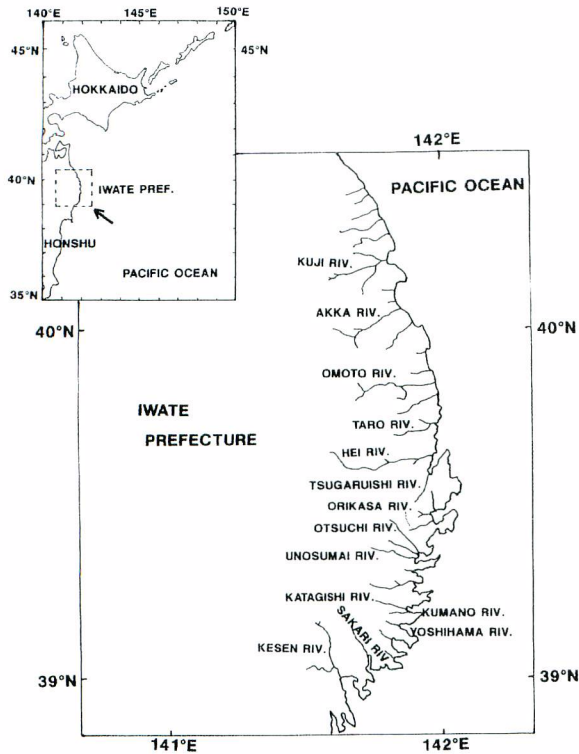 140°E 145°E 150°E
45°N 45°N
HOKKAIDO
40°N
IWATE PREF.
HONSHU
PACIFIC OCEAN
35°N
142°E
PACIFIC OCEAN
KUJI RIV.
AKKA RIV.
40°N 40°N
OMOTO RIV.
IWATE
PREFECTURE
TARO RIV.
HEI RIV.
TSUGARUISHI RIV.
ORIKASA RIV.
OTSUCHI RIV.
UNOSUMAI RIV.
KATAGISHI RIV.
KUMANO RIV.
SAKARI RIV.
YOSHIHAMA RIV.
KESEN RIV.
39°N 39°N
141°E 142°E